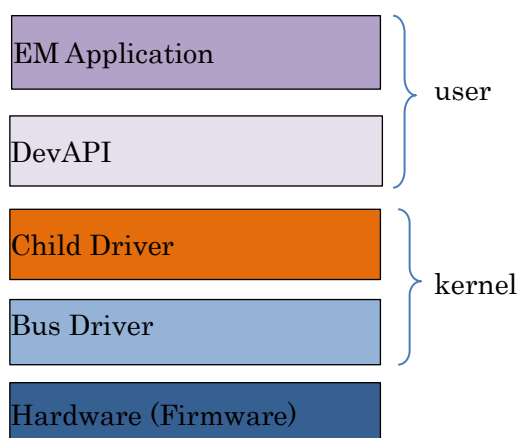 EM Application
user
DevAPI
Child Driver
kernel
Bus Driver
Hardware (Firmware)